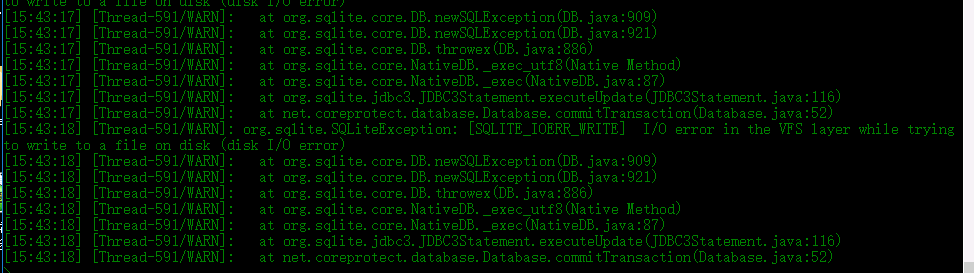 to write to a file on disk (disk I/O error)
[15:43:17] [Thread-591/WARN]:   at org.sqlite.core.DB.newSQLException(DB.java:909)
[15:43:17] [Thread-591/WARN]:   at org.sqlite.core.DB.newSQLException(DB.java:921)
[15:43:17] [Thread-591/WARN]:   at org.sqlite.core.DB.throwex(DB.java:886)
[15:43:17] [Thread-591/WARN]:   at org.sqlite.core.NativeDB._exec_utf8(Native Method)
[15:43:17] [Thread-591/WARN]:   at org.sqlite.core.NativeDB._exec(NativeDB.java:87)
[15:43:17] [Thread-591/WARN]:   at org.sqlite.jdbc3.JDBC3Statement.executeUpdate(JDBC3Statement.java:116)
[15:43:17] [Thread-591/WARN]:   at net.coreprotect.database.Database.commitTransaction(Database.java:52)
[15:43:18] [Thread-591/WARN]: org.sqlite.SQLiteException: [SQLITE_IOERR_WRITE]  I/O error in the VFS layer while trying
to write to a file on disk (disk I/O error)
[15:43:18] [Thread-591/WARN]:   at org.sqlite.core.DB.newSQLException(DB.java:909)
[15:43:18] [Thread-591/WARN]:   at org.sqlite.core.DB.newSQLException(DB.java:921)
[15:43:18] [Thread-591/WARN]:   at org.sqlite.core.DB.throwex(DB.java:886)
[15:43:18] [Thread-591/WARN]:   at org.sqlite.core.NativeDB._exec_utf8(Native Method)
[15:43:18] [Thread-591/WARN]:   at org.sqlite.core.NativeDB._exec(NativeDB.java:87)
[15:43:18] [Thread-591/WARN]:   at org.sqlite.jdbc3.JDBC3Statement.executeUpdate(JDBC3Statement.java:116)
[15:43:18] [Thread-591/WARN]:   at net.coreprotect.database.Database.commitTransaction(Database.java:52)